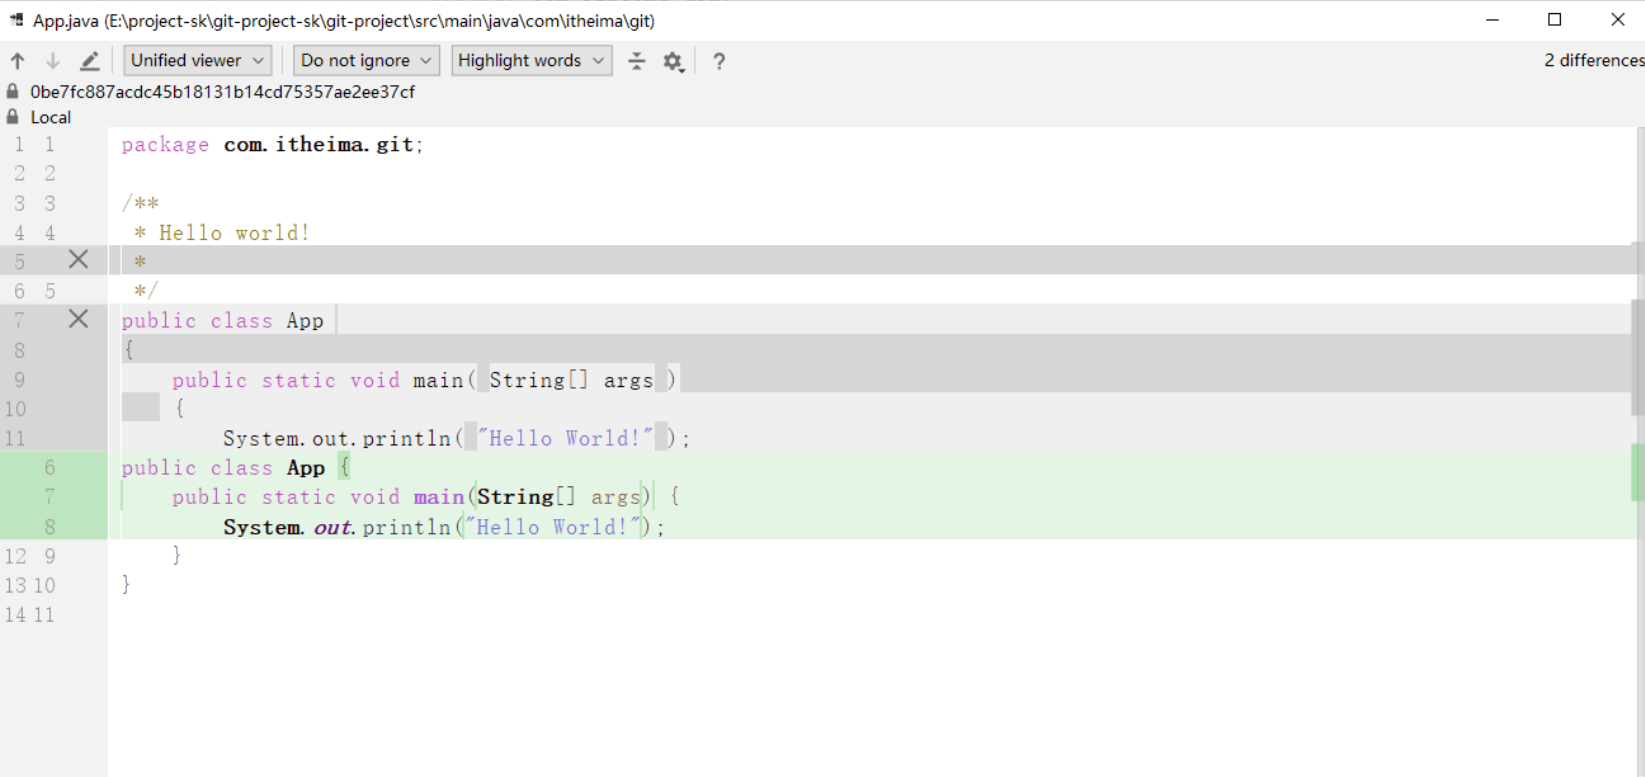 App.java (E:\project-sk\git-project-sk\git-project\src\main\java\com\itheima\git)
Unified viewer Do not ignore Highlight words ? 2 differences
0be7fc887acdc45b18131b14cd75357ae2ee37cf
Local
1 1 package com.itheima.git;
2 2
3 3 /**
4 4 * Hello world!
5 *
6 5 */
7 public class App
8 {
9 public static void main( String[] args )
10 {
11 System.out.println( "Hello World!" );
6 public class App {
7 public static void main(String[] args) {
8 System.out.println("Hello World!");
12 9 }
13 10 }
14 11